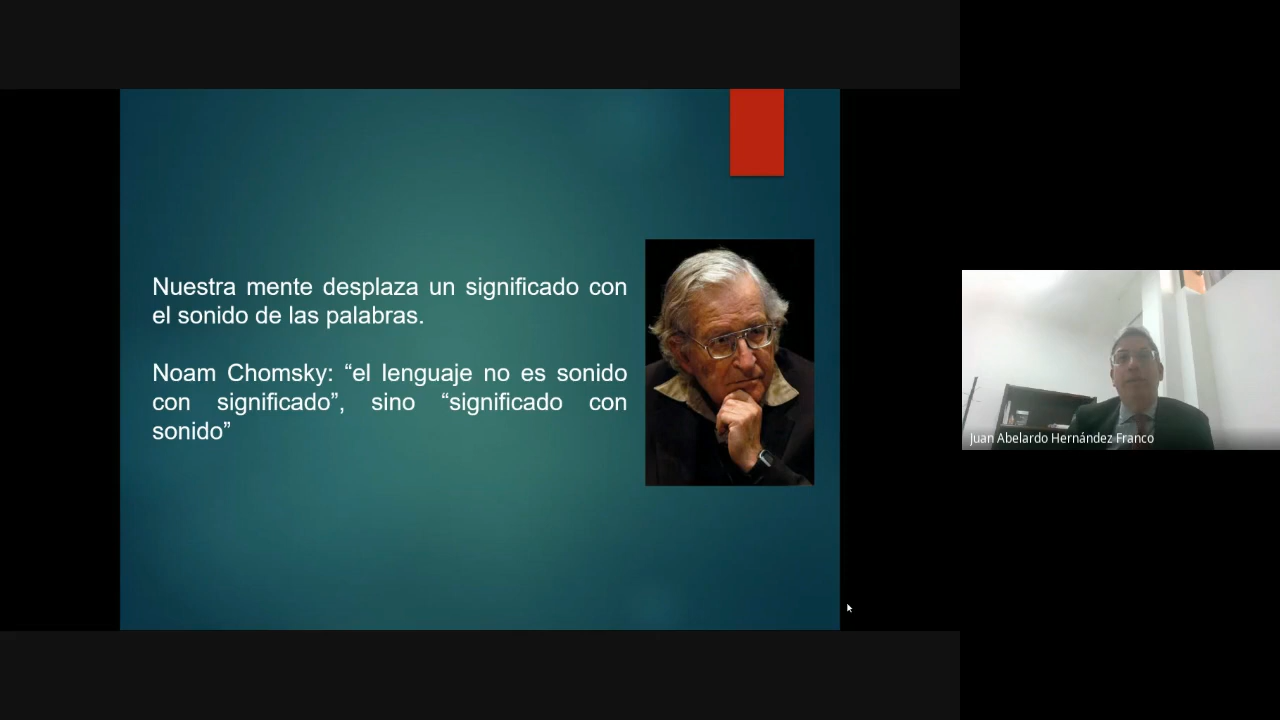 Nuestra mente desplaza un significado con
el sonido de las palabras.
Noam Chomsky: “el lenguaje no es sonido
con significado”, sino “significado con
sonido”
Juan Abelardo Hernández Franco